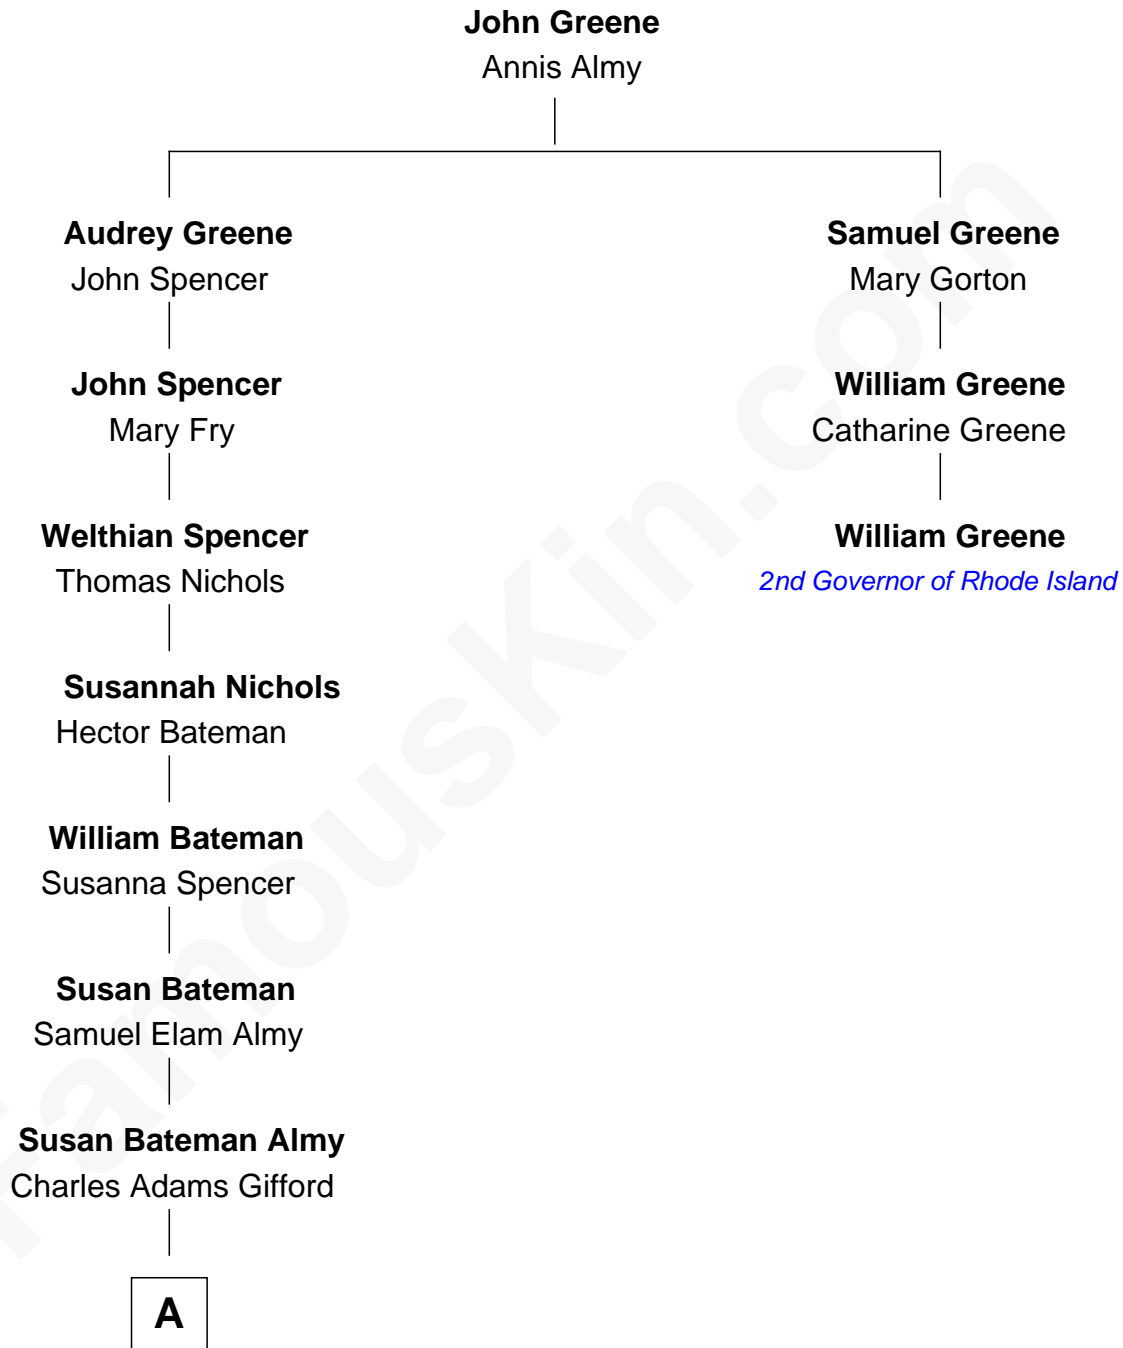 John Greene
Annis Almy
Audrey Greene
John Spencer
Samuel Greene
Mary Gorton
John Spencer
Mary Fry
William Greene
Catharine Greene
Welthian Spencer
Thomas Nichols
William Greene
2nd Governor of Rhode Island
Susannah Nichols
Hector Bateman
William Bateman
Susanna Spencer
Susan Bateman
Samuel Elam Almy
Susan Bateman Almy
Charles Adams Gifford
A
FamousKin.com